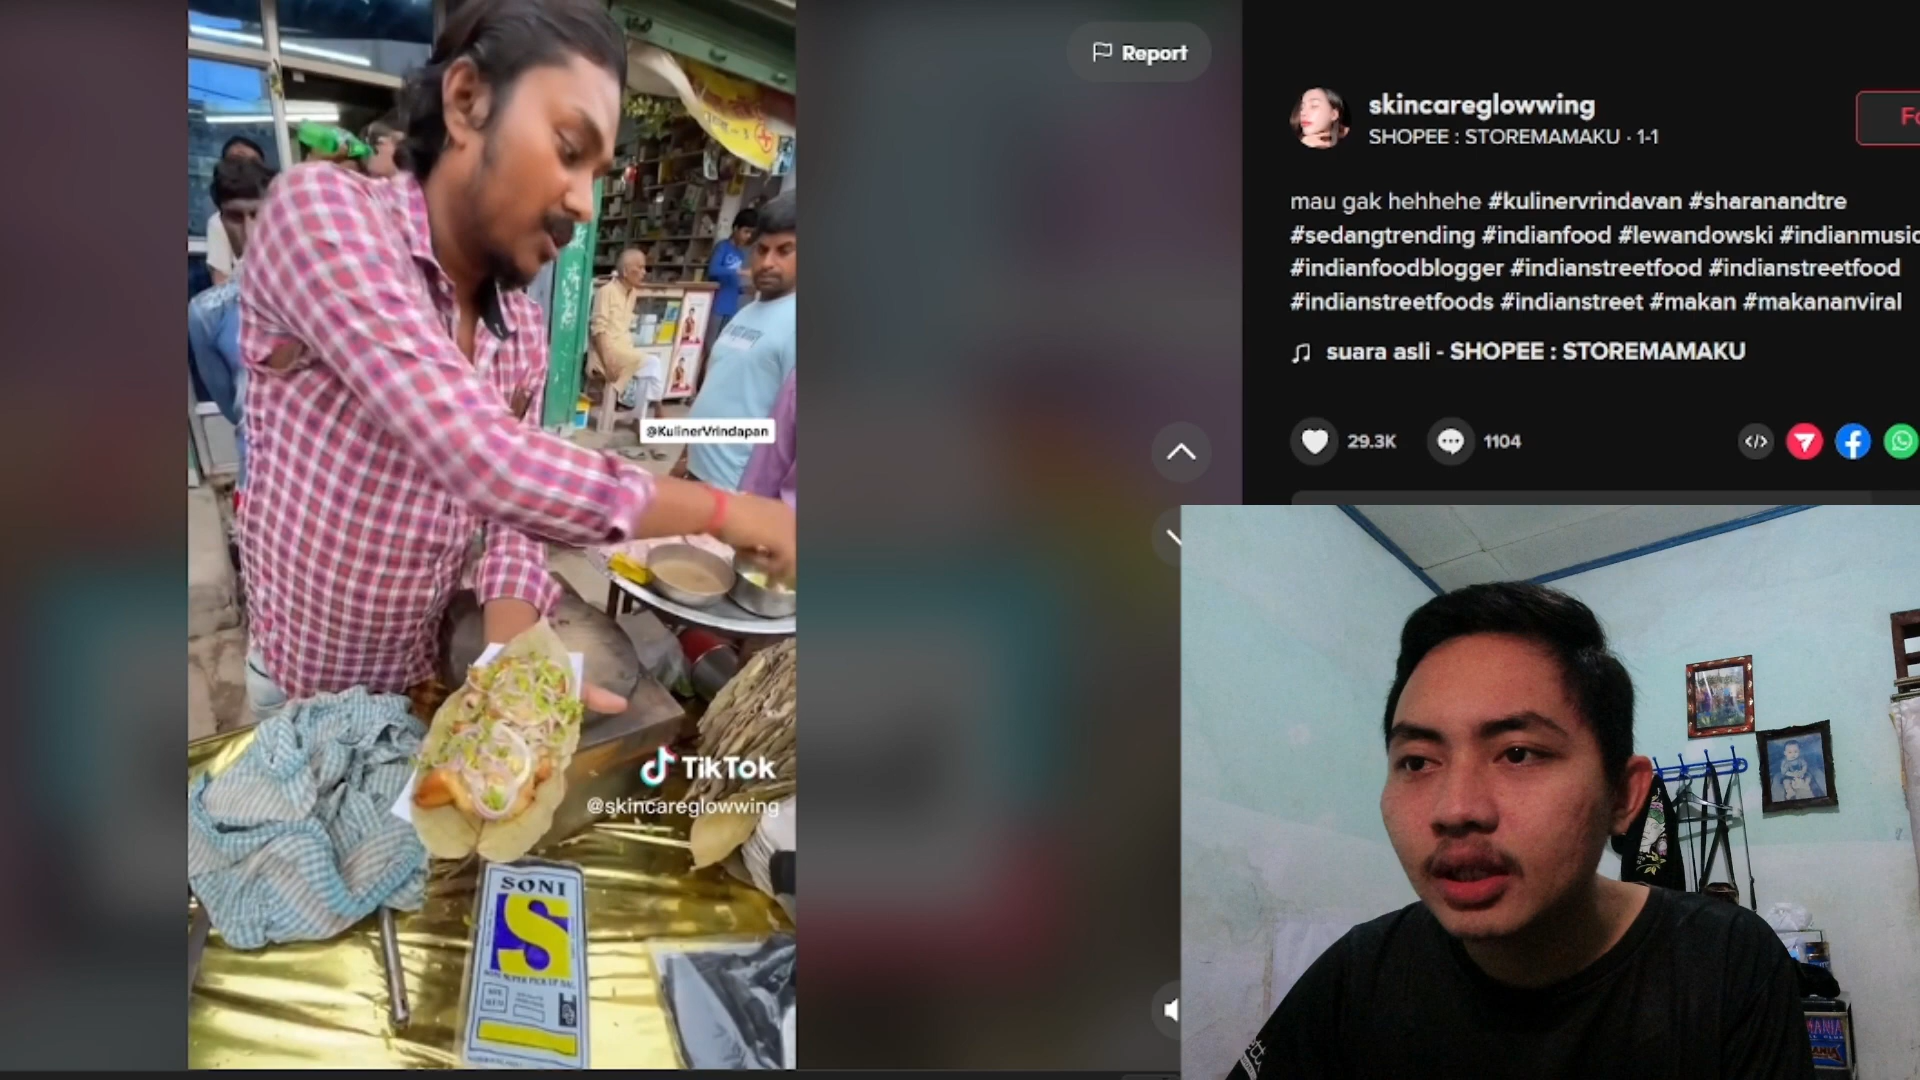 Report
skincareglowwing
SHOPEE : STOREMAMAKU · 1-1
mau gak hehhehe #kulinervrindavan #sharanandtre
#sedangtrending #indianfood #lewandowski #indianmusic
#indianfoodblogger #indianstreetfood #indianstreetfood
#indianstreetfoods #indianstreet #makan #makananviral
suara asli - SHOPEE : STOREMAMAKU
29.3K
1104
@KulinerVrindapan
TikTok
@skincareglowwing
SONI
S